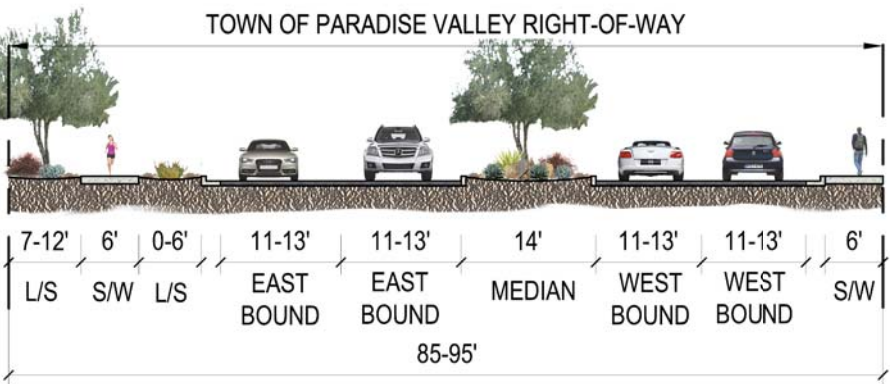 TOWN OF PARADISE VALLEY RIGHT-OF-WAY
7-12' 6' 0-6' 11-13' 11-13' 14' 11-13' 11-13' 6'
L/S S/W L/S EAST BOUND EAST BOUND MEDIAN WEST BOUND WEST BOUND S/W
85-95'